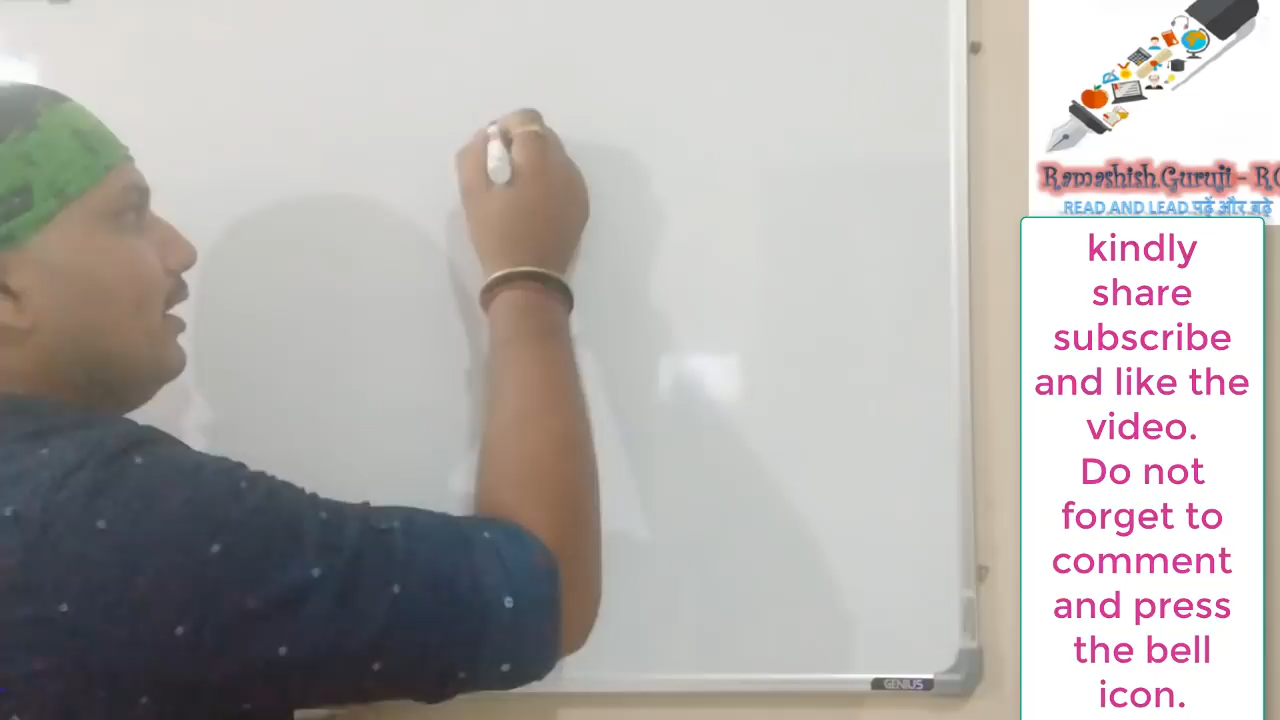 Ramashish Guruji - RG
READ AND LEAD पढ़ें और बढ़े
kindly
share
subscribe
and like the
video.
Do not
forget to
comment
and press
the bell
icon.
GENIUS